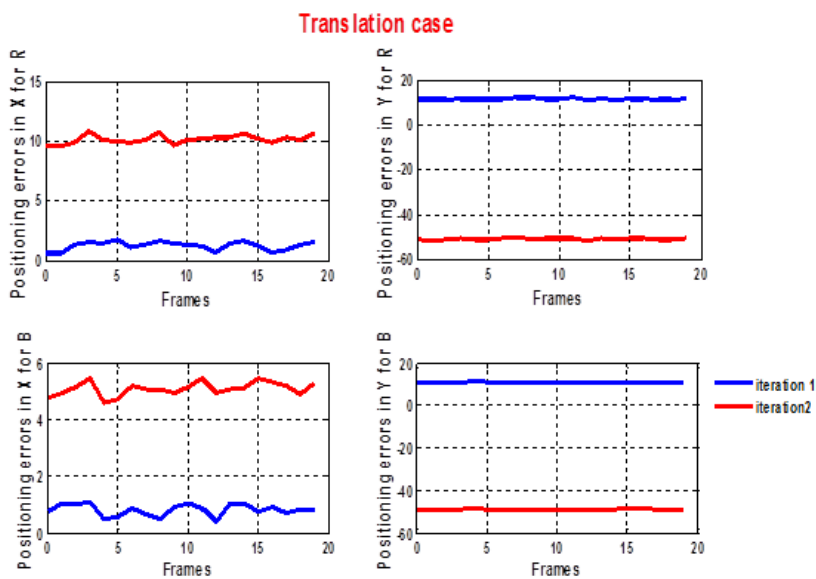 Translation case
Positioning errors in X for R
15
10
5
0
0 5 10 15 20
Frames
Positioning errors in Y for R
20
0
-20
-40
-60
0 5 10 15 20
Frames
Positioning errors in X for B
6
4
2
0
0 5 10 15 20
Frames
Positioning errors in Y for B
20
0
-20
-40
-60
0 5 10 15 20
Frames
iteration 1
iteration2